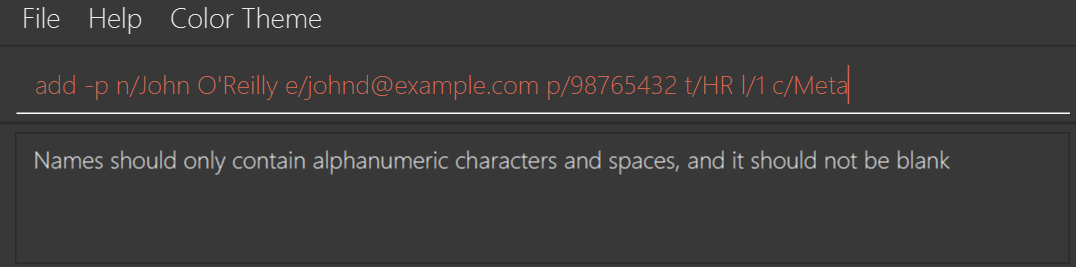 File Help Color Theme
add -p n/John O'Reilly e/johnd@example.com p/98765432 t/HR l/1 c/Meta
Names should only contain alphanumeric characters and spaces, and it should not be blank